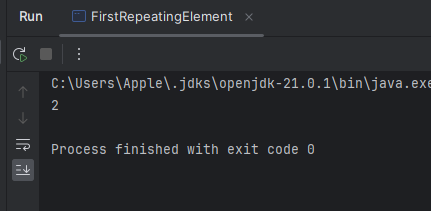 Run FirstRepeatingElement
C:\Users\Apple\.jdks\openjdk-21.0.1\bin\java.exe
2
Process finished with exit code 0